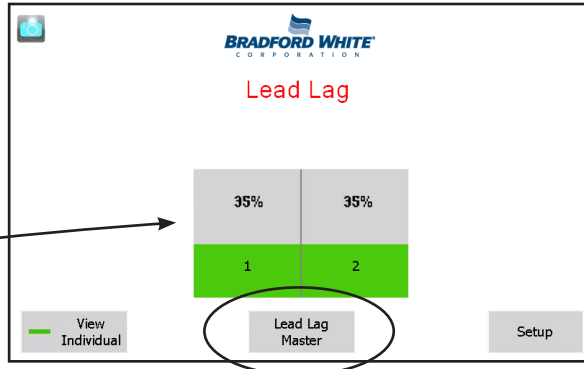 BRADFORD WHITE®
CORPORATION
Lead Lag
35% 35%
1 2
View
Individual
Lead Lag
Master
Setup